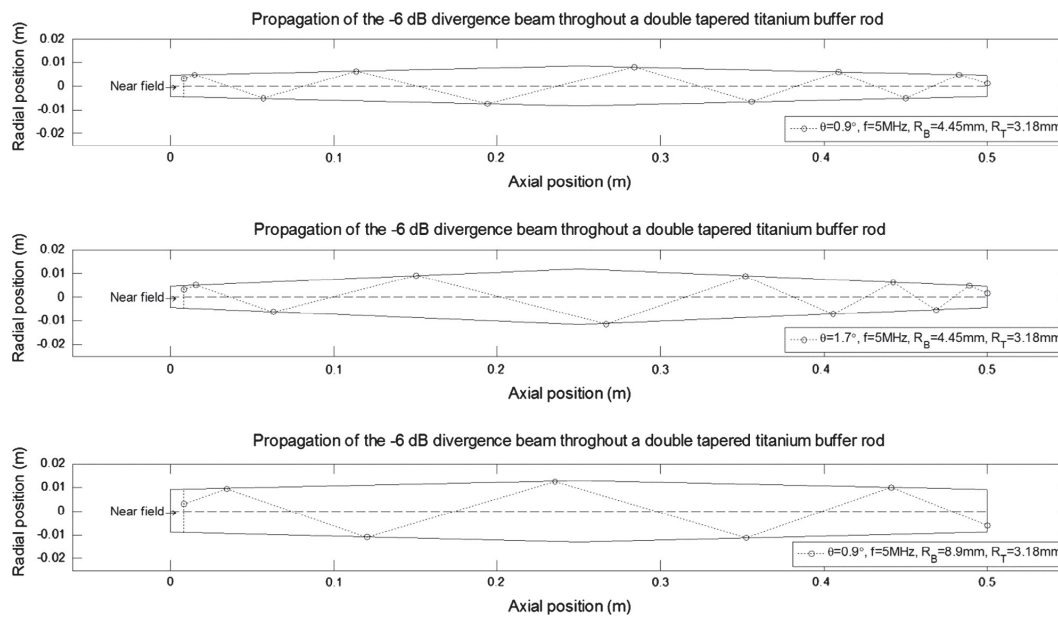 Propagation of the -6 dB divergence beam throghout a double tapered titanium buffer rod
Radial position (m)
0.02
0.01
0
-0.01
-0.02
Near field
θ=0.9°, f=5MHz, R_B=4.45mm, R_T=3.18mm
0 0.1 0.2 0.3 0.4 0.5
Axial position (m)
Propagation of the -6 dB divergence beam throghout a double tapered titanium buffer rod
Radial position (m)
0.02
0.01
0
-0.01
-0.02
Near field
θ=1.7°, f=5MHz, R_B=4.45mm, R_T=3.18mm
0 0.1 0.2 0.3 0.4 0.5
Axial position (m)
Propagation of the -6 dB divergence beam throghout a double tapered titanium buffer rod
Radial position (m)
0.02
0.01
0
-0.01
-0.02
Near field
θ=0.9°, f=5MHz, R_B=8.9mm, R_T=3.18mm
0 0.1 0.2 0.3 0.4 0.5
Axial position (m)